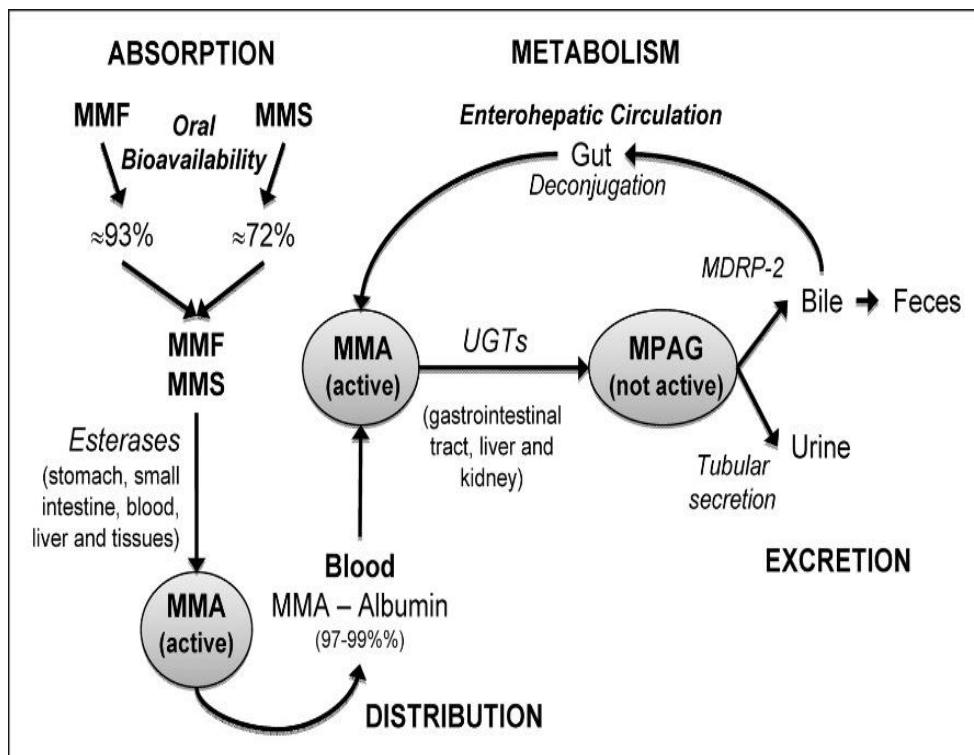 ABSORPTION
MMF
MMS
Oral
Bioavailability
≈93%
≈72%
MMF
MMS
Esterases
(stomach, small
intestine, blood,
liver and tissues)
MMA
(active)
Blood
MMA – Albumin
(97-99%%)
DISTRIBUTION
METABOLISM
Enterohepatic Circulation
Gut
Deconjugation
MMA
(active)
UGTs
(gastrointestinal
tract, liver and
kidney)
MPAG
(not active)
MDRP-2
Bile
Feces
Urine
Tubular
secretion
EXCRETION